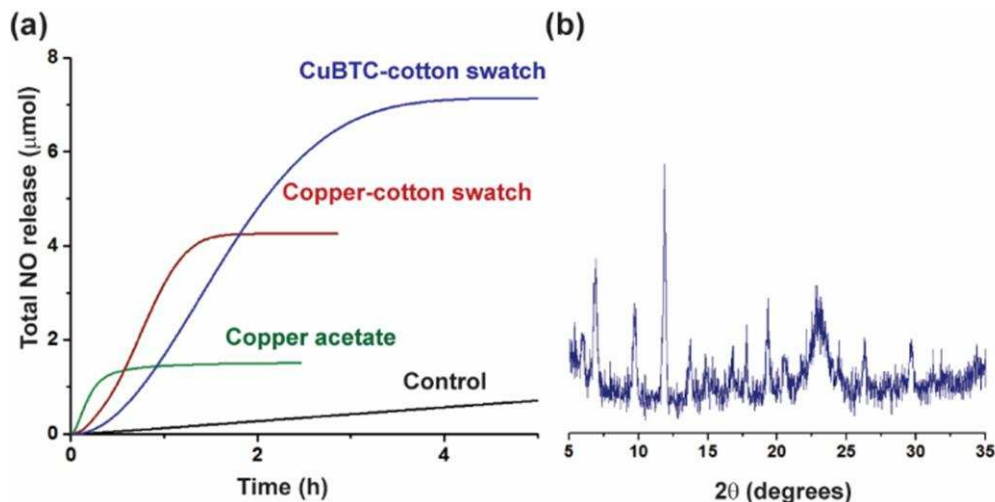 (a)
Total NO release (μmol)
8
6
4
2
0
CuBTC-cotton swatch
Copper-cotton swatch
Copper acetate
Control
0
2
4
Time (h)
(b)
5
10
15
20
25
30
35
2θ (degrees)